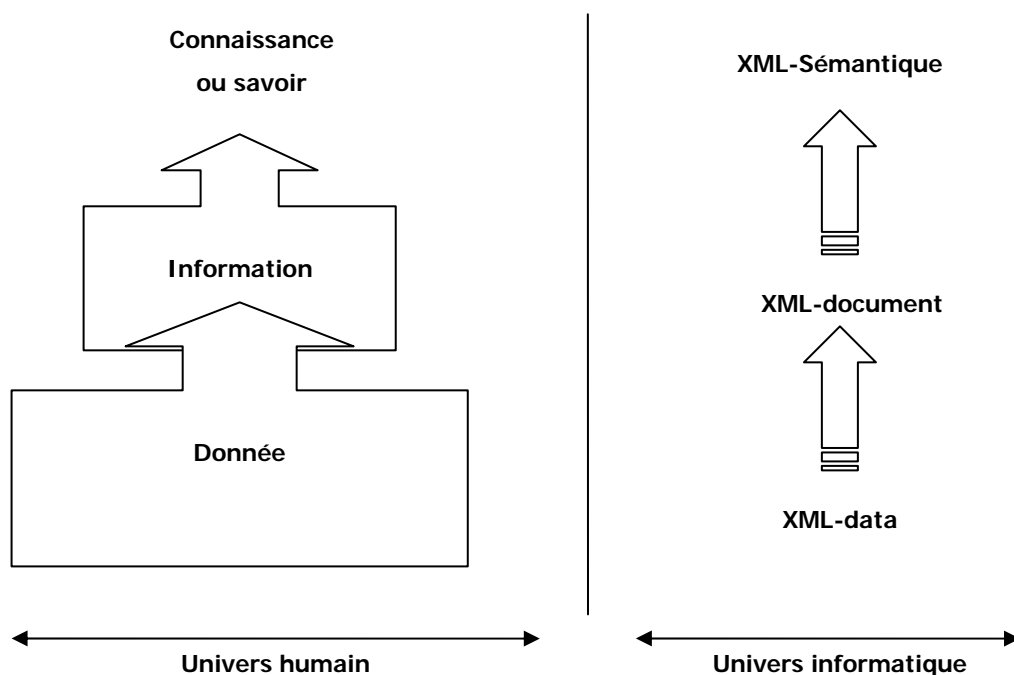 Connaissance
ou savoir
Information
Donnée
Univers humain
XML-Sémantique
XML-document
XML-data
Univers informatique